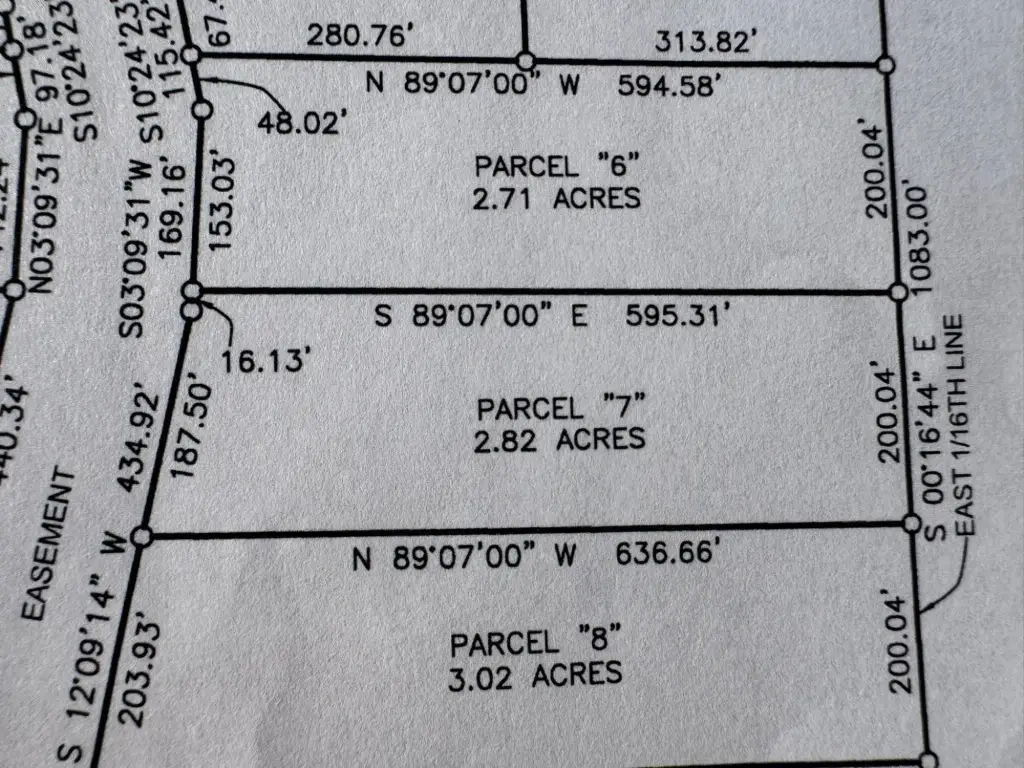 280.76'
313.82'
N 89°07'00" W 594.58'
48.02'
97.18'
S10°24'23"
115.42'
S10°24'23"
N03°09'31"E
S03°09'31"W
169.16'
153.03'
PARCEL "6"
2.71 ACRES
200.04'
1083.00'
S 89°07'00" E 595.31'
16.13'
434.92'
187.50'
PARCEL "7"
2.82 ACRES
200.04'
S 00°16'44" E
EAST 1/16TH LINE
EASEMENT
N 89°07'00" W 636.66'
S 12°09'14" W
203.93'
PARCEL "8"
3.02 ACRES
200.04'